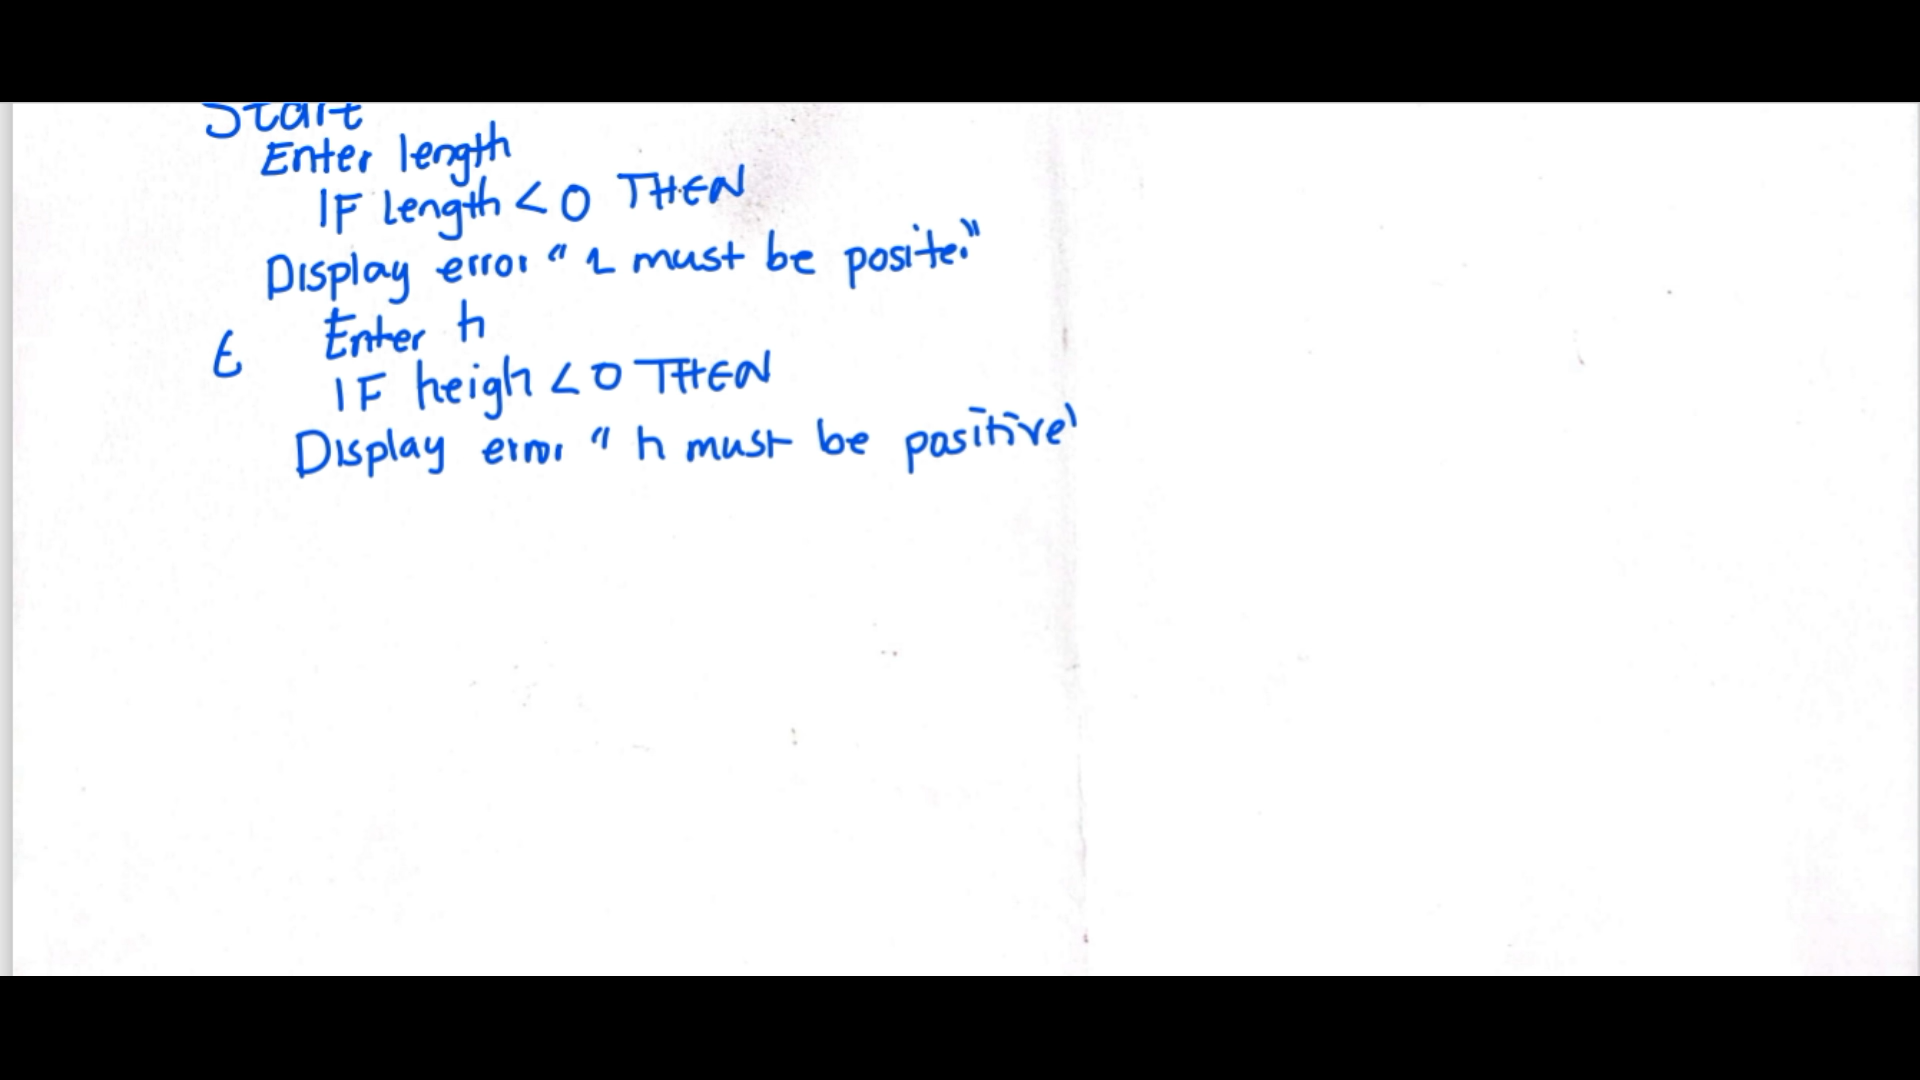 Start
Enter length
IF length < 0 THEN
Display error " L must be posite."
Enter h
E
IF heigh < 0 THEN
Display error " h must be positive'